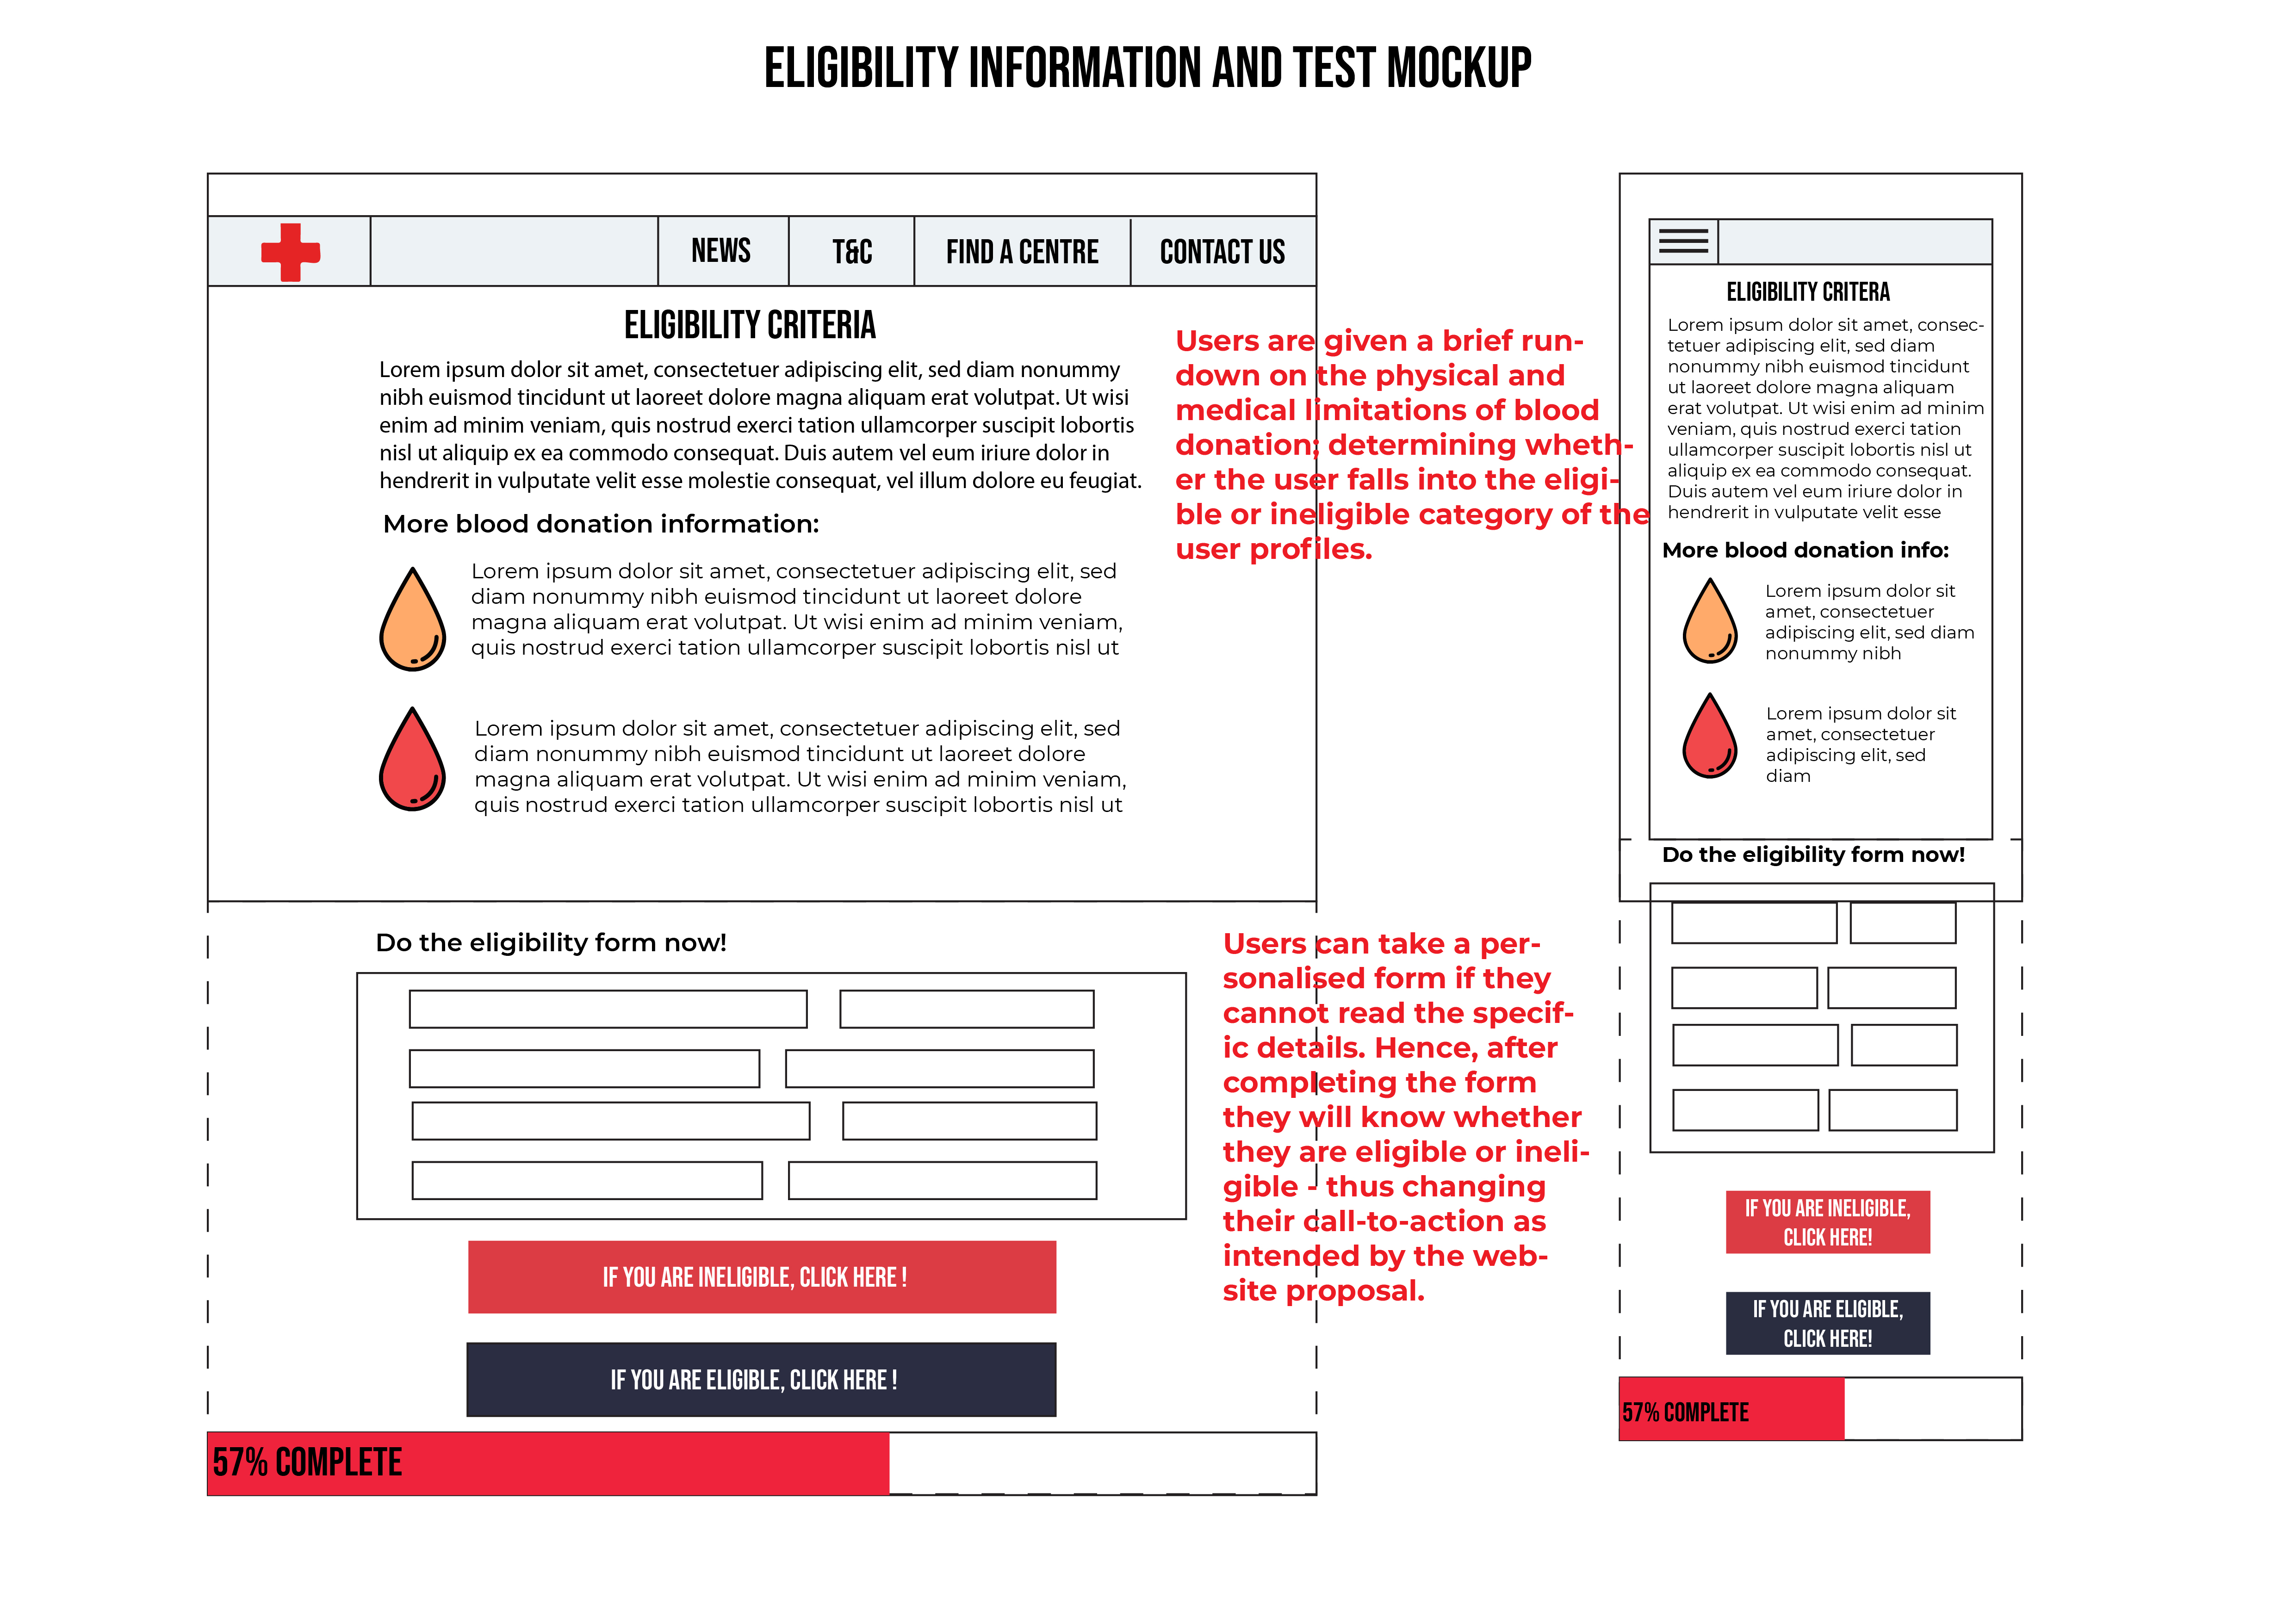 ELIGIBILITY INFORMATION AND TEST MOCKUP
NEWS
T&C
FIND A CENTRE
CONTACT US
ELIGIBILITY CRITERIA
Lorem ipsum dolor sit amet, consectetuer adipiscing elit, sed diam nonummy
nibh euismod tincidunt ut laoreet dolore magna aliquam erat volutpat. Ut wisi
enim ad minim veniam, quis nostrud exerci tation ullamcorper suscipit lobortis
nisl ut aliquip ex ea commodo consequat. Duis autem vel eum iriure dolor in
hendrerit in vulputate velit esse molestie consequat, vel illum dolore eu feugiat.
More blood donation information:
Lorem ipsum dolor sit amet, consectetuer adipiscing elit, sed
diam nonummy nibh euismod tincidunt ut laoreet dolore
magna aliquam erat volutpat. Ut wisi enim ad minim veniam,
quis nostrud exerci tation ullamcorper suscipit lobortis nisl ut
Lorem ipsum dolor sit amet, consectetuer adipiscing elit, sed
diam nonummy nibh euismod tincidunt ut laoreet dolore
magna aliquam erat volutpat. Ut wisi enim ad minim veniam,
quis nostrud exerci tation ullamcorper suscipit lobortis nisl ut
Do the eligibility form now!
IF YOU ARE INELIGIBLE, CLICK HERE !
IF YOU ARE ELIGIBLE, CLICK HERE !
57% COMPLETE
Users are given a brief run-
down on the physical and
medical limitations of blood
donation; determining wheth-
er the user falls into the eligi-
ble or ineligible category of the
user profiles.
Users can take a per-
sonalised form if they
cannot read the specif-
ic details. Hence, after
completing the form
they will know whether
they are eligible or ineli-
gible - thus changing
their call-to-action as
intended by the web-
site proposal.
ELIGIBILITY CRITERA
Lorem ipsum dolor sit amet, consec-
tetuer adipiscing elit, sed diam
nonummy nibh euismod tincidunt
ut laoreet dolore magna aliquam
erat volutpat. Ut wisi enim ad minim
veniam, quis nostrud exerci tation
ullamcorper suscipit lobortis nisl ut
aliquip ex ea commodo consequat.
Duis autem vel eum iriure dolor in
hendrerit in vulputate velit esse
More blood donation info:
Lorem ipsum dolor sit
amet, consectetuer
adipiscing elit, sed diam
nonummy nibh
Lorem ipsum dolor sit
amet, consectetuer
adipiscing elit, sed
diam
Do the eligibility form now!
IF YOU ARE INELIGIBLE,
CLICK HERE!
IF YOU ARE ELIGIBLE,
CLICK HERE!
57% COMPLETE